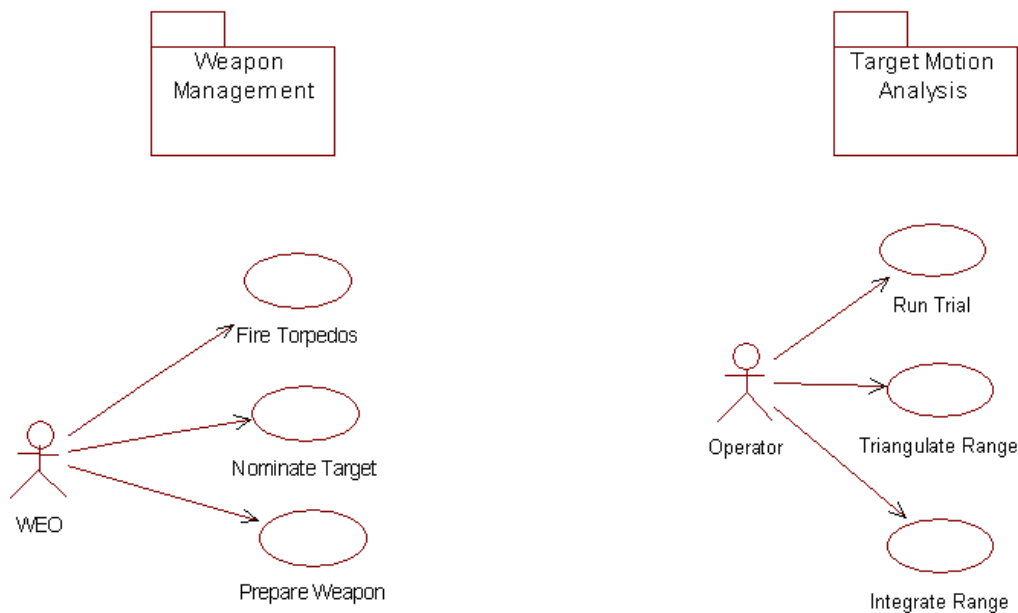 Weapon
Management
Target Motion
Analysis
Fire Torpedos
Nominate Target
WEO
Prepare Weapon
Run Trial
Operator
Triangulate Range
Integrate Range